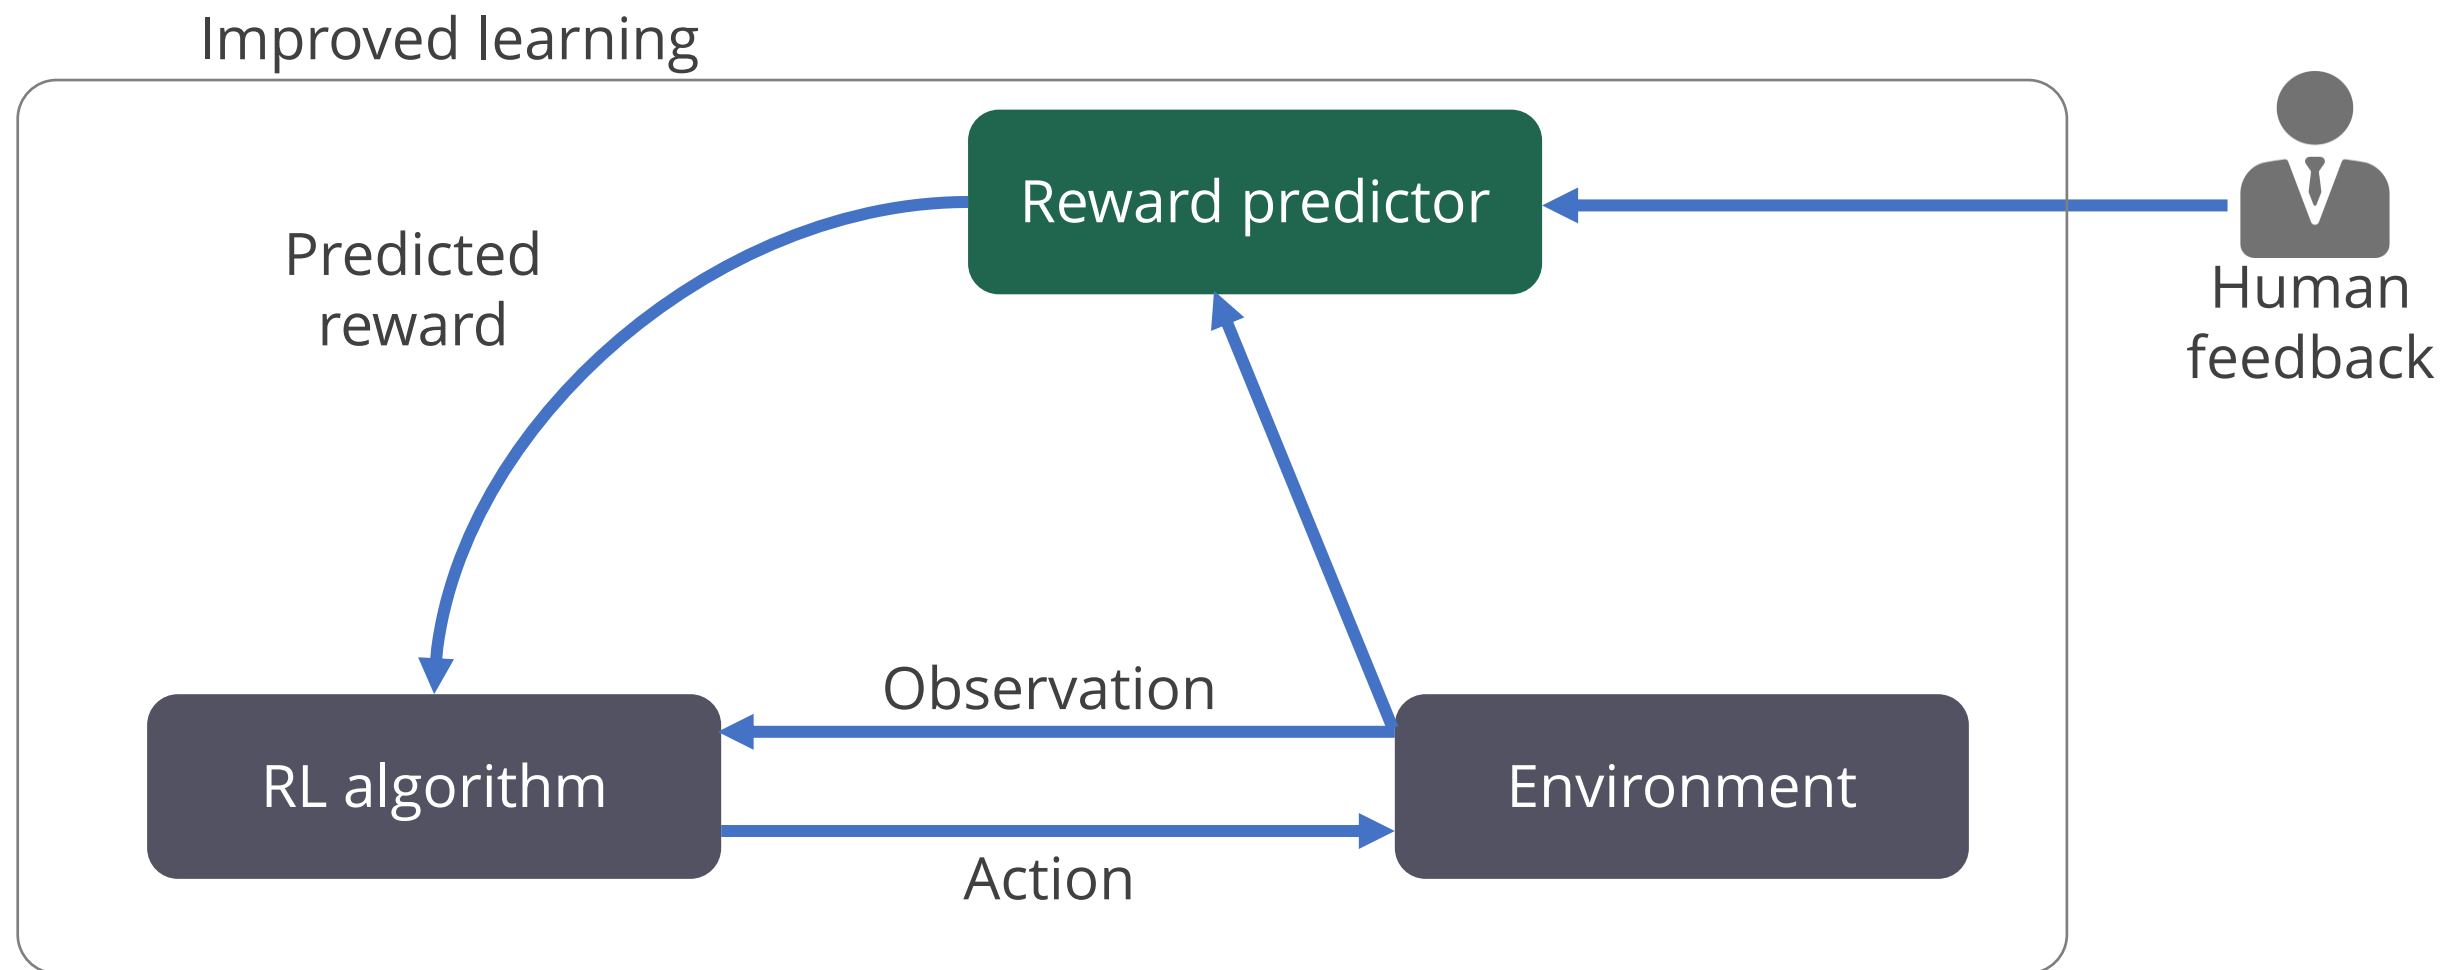 Improved learning
Reward predictor
Predicted
reward
Human
feedback
Observation
RL algorithm
Environment
Action